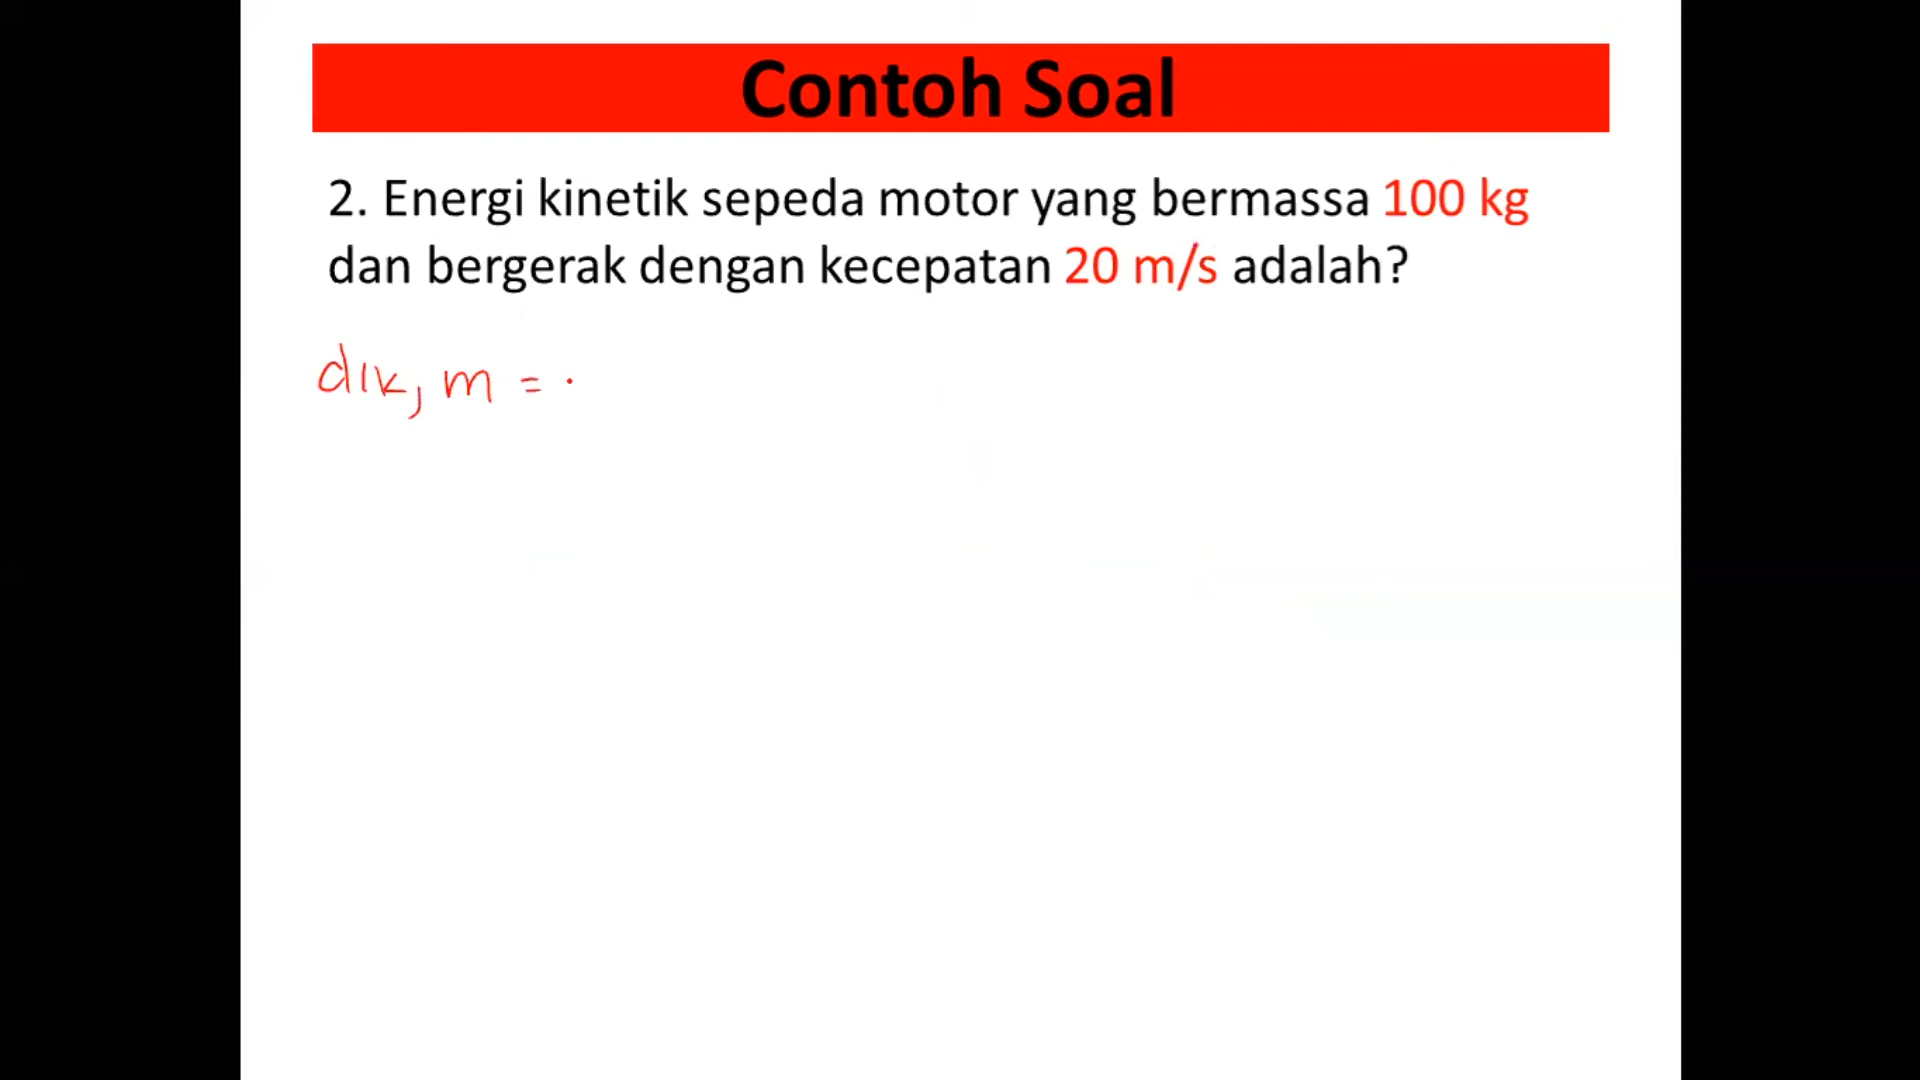 Contoh Soal
2. Energi kinetik sepeda motor yang bermassa 100 kg
dan bergerak dengan kecepatan 20 m/s adalah?
dik, m = .